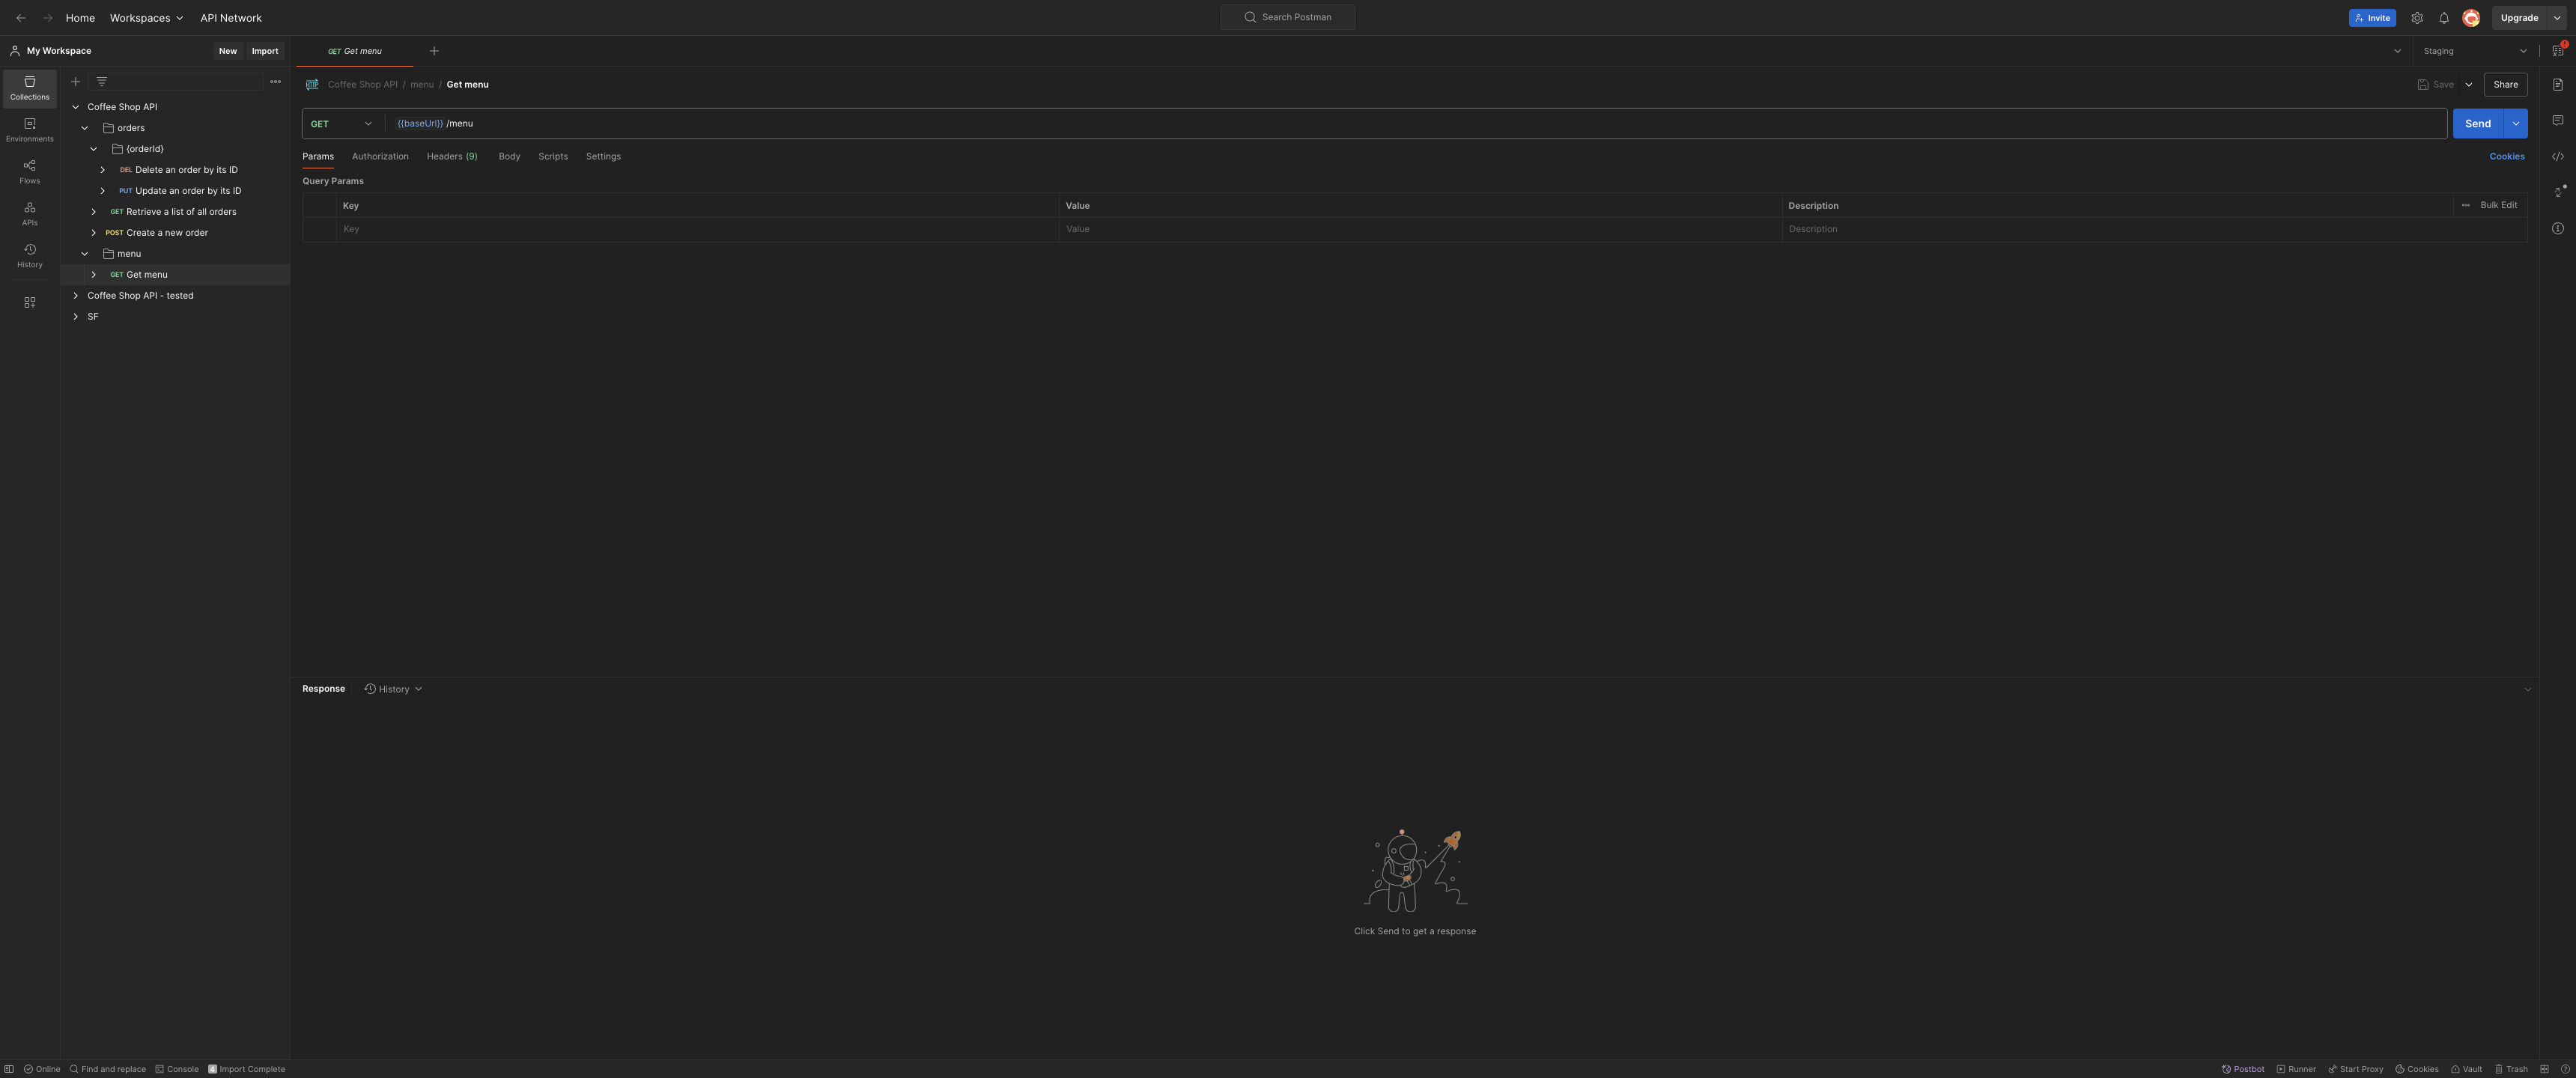 Home Workspaces API Network Search Postman Invite Upgrade
My Workspace New Import GET Get menu Staging
Collections
Environments
Flows
APIs
History
Coffee Shop API
orders
{orderId}
DEL Delete an order by its ID
PUT Update an order by its ID
GET Retrieve a list of all orders
POST Create a new order
menu
GET Get menu
Coffee Shop API - tested
SF
HTTP Coffee Shop API / menu / Get menu Save Share
GET {{baseUrl}} /menu Send
Params Authorization Headers (9) Body Scripts Settings Cookies
Query Params
Key Value Description Bulk Edit
Key Value Description
Response History
Click Send to get a response
Online Find and replace Console 4 Import Complete Postbot Runner Start Proxy Cookies Vault Trash